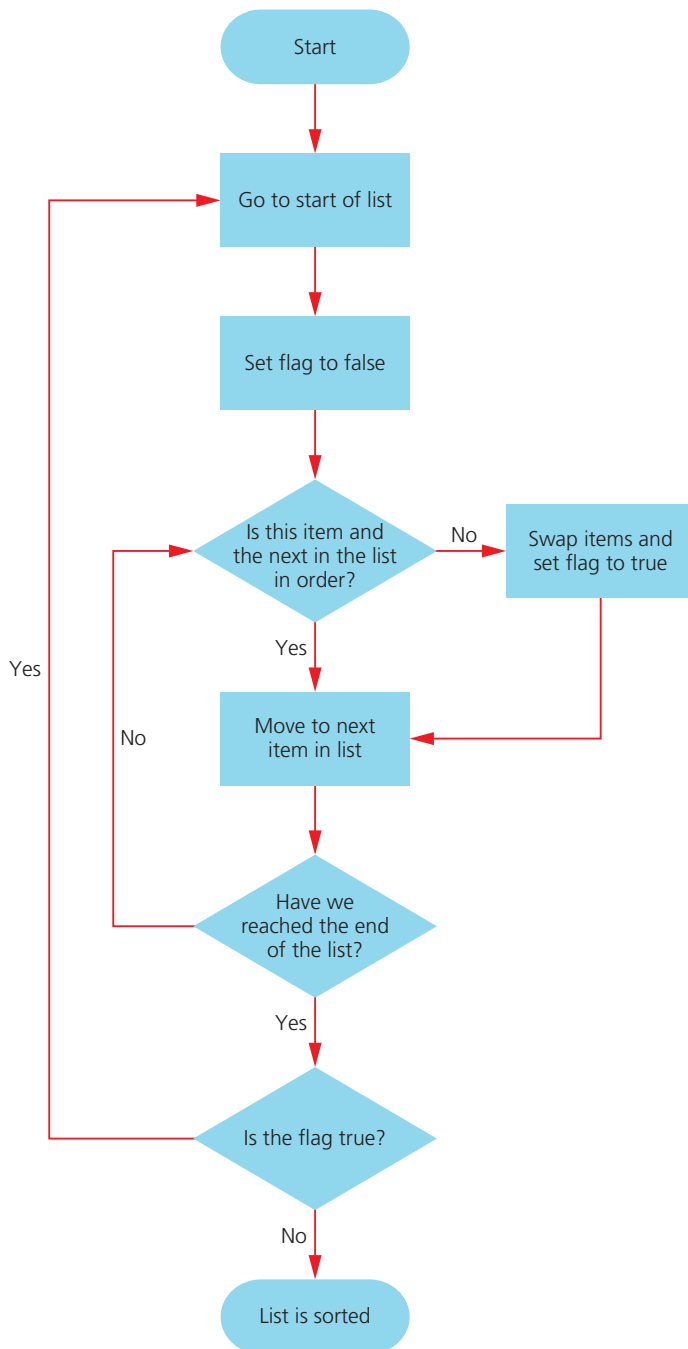 Start
Go to start of list
Set flag to false
Is this item and
the next in the list
in order?
No
Swap items and
set flag to true
Yes
Move to next
item in list
No
Yes
Have we
reached the end
of the list?
Yes
Is the flag true?
No
List is sorted